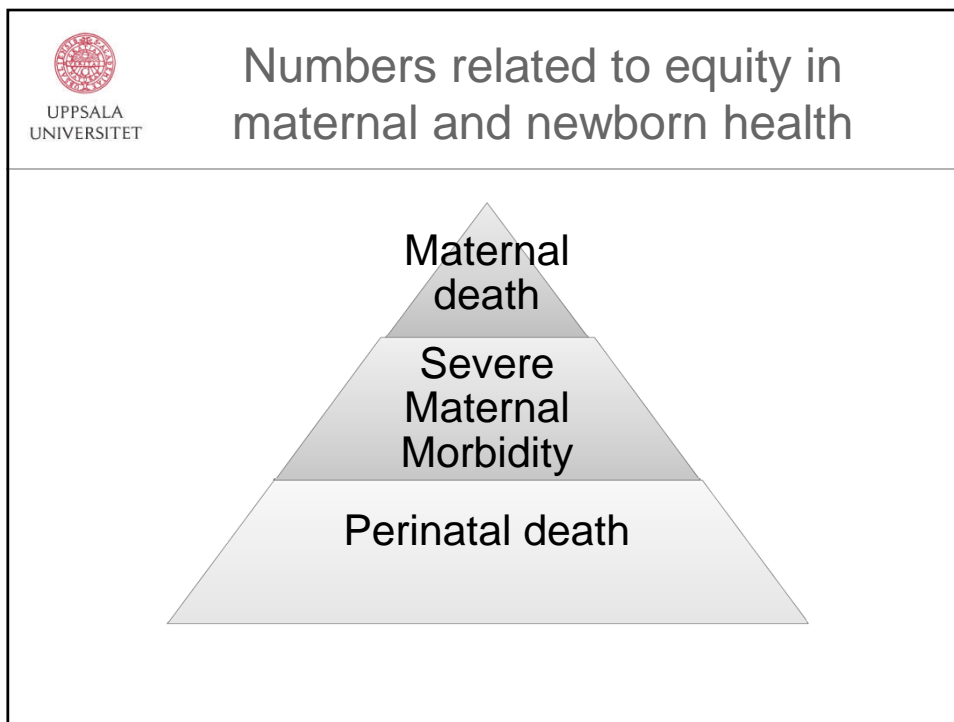 UPPSALA
UNIVERSITET
Numbers related to equity in
maternal and newborn health
Maternal
death
Severe
Maternal
Morbidity
Perinatal death